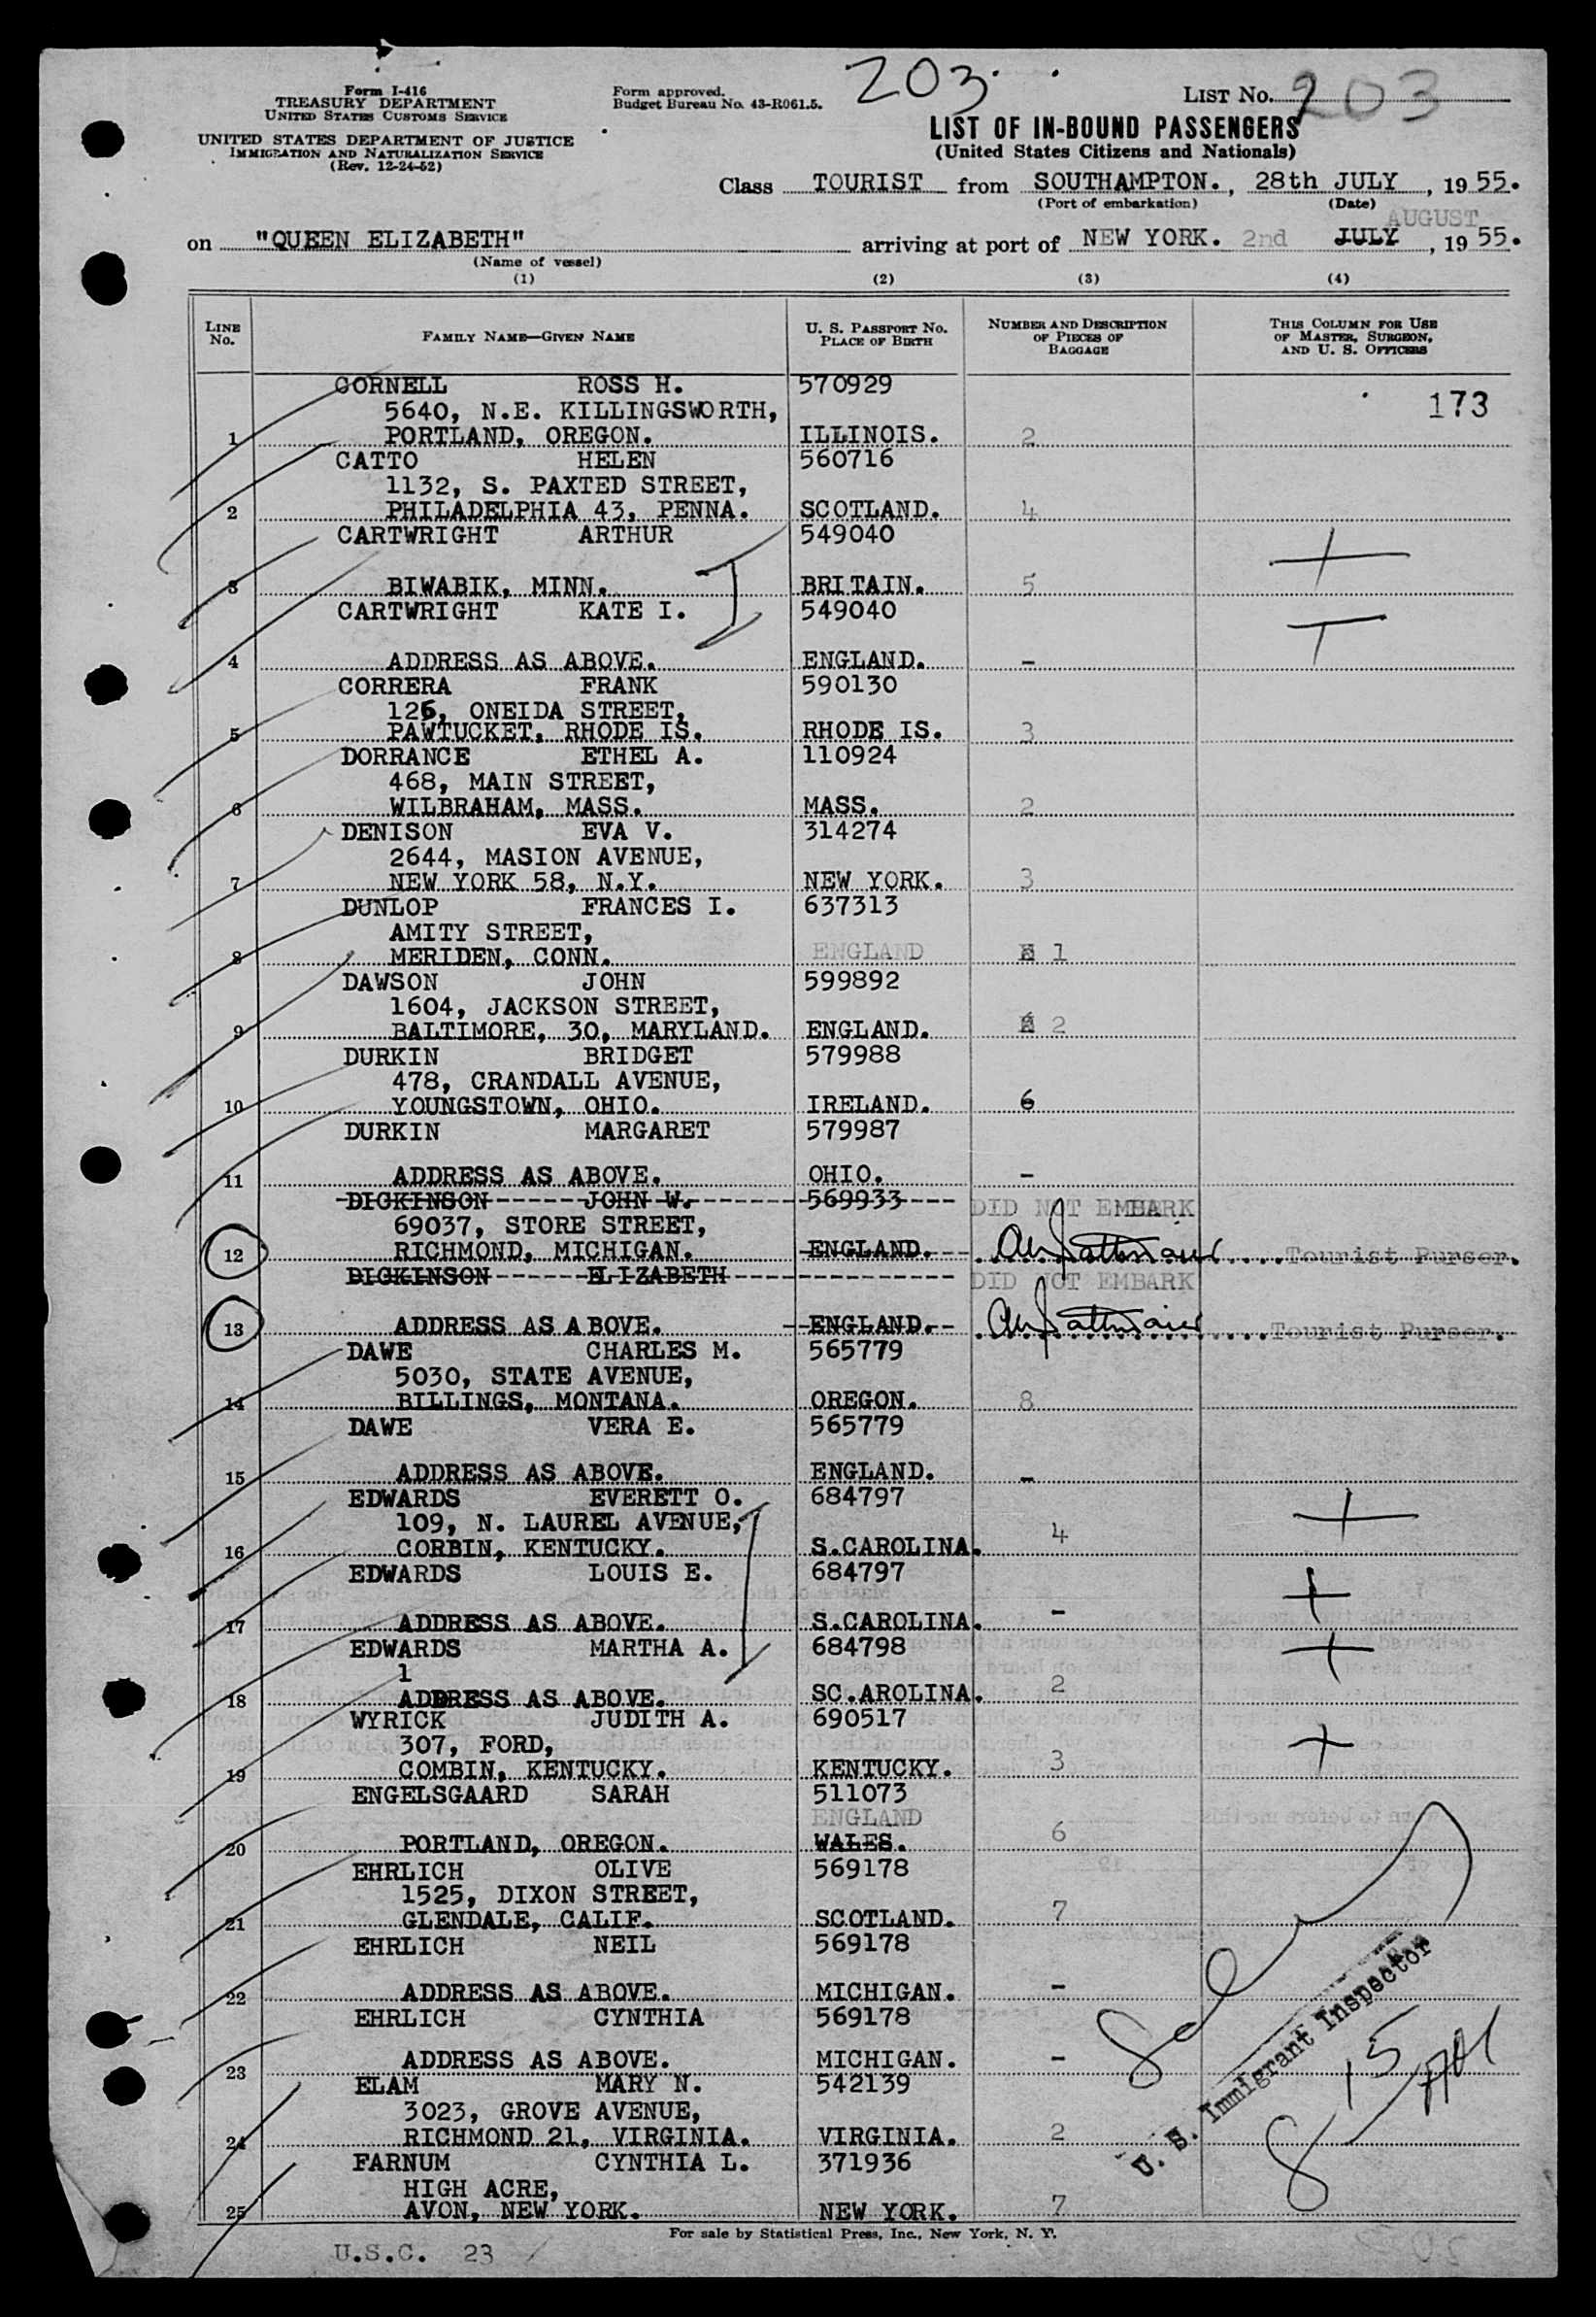 203.
Form I-416
TREASURY DEPARTMENT
UNITED STATES CUSTOMS SERVICE
UNITED STATES DEPARTMENT OF JUSTICE
IMMIGRATION AND NATURALIZATION SERVICE
(Rev. 12-24-52)
Form approved.
Budget Bureau No. 43-R061.5.
LIST No. 203
LIST OF IN-BOUND PASSENGERS
(United States Citizens and Nationals)
Class TOURIST from SOUTHAMPTON., 28th JULY, 1955.
(Port of embarkation) (Date)
AUGUST
on "QUEEN ELIZABETH" arriving at port of NEW YORK. 2nd JULY, 1955.
(Name of vessel)
(1) (2) (3) (4)
LINE No. FAMILY NAME—GIVEN NAME U. S. PASSPORT No. PLACE OF BIRTH NUMBER AND DESCRIPTION OF PIECES OF BAGGAGE THIS COLUMN FOR USE OF MASTER, SURGEON, AND U. S. OFFICERS
CORNELL ROSS H. 570929
5640, N.E. KILLINGSWORTH, 173
1 PORTLAND, OREGON. ILLINOIS. 2
CATTO HELEN 560716
1132, S. PAXTED STREET,
2 PHILADELPHIA 43, PENNA. SCOTLAND. 4
CARTWRIGHT ARTHUR 549040
3 BIWABIK, MINN. BRITAIN. 5
CARTWRIGHT KATE I. 549040
4 ADDRESS AS ABOVE. ENGLAND. -
CORRERA FRANK 590130
126, ONEIDA STREET,
5 PAWTUCKET, RHODE IS. RHODE IS. 3
DORRANCE ETHEL A. 110924
468, MAIN STREET,
6 WILBRAHAM, MASS. MASS. 2
DENISON EVA V. 314274
2644, MASION AVENUE,
7 NEW YORK 58, N.Y. NEW YORK. 3
DUNLOP FRANCES I. 637313
AMITY STREET,
8 MERIDEN, CONN. ENGLAND 1
DAWSON JOHN 599892
1604, JACKSON STREET,
9 BALTIMORE, 30, MARYLAND. ENGLAND. 2
DURKIN BRIDGET 579988
478, CRANDALL AVENUE,
10 YOUNGSTOWN, OHIO. IRELAND. 6
DURKIN MARGARET 579987
11 ADDRESS AS ABOVE. OHIO. -
DICKINSON JOHN W. 569933 DID NOT EMBARK
69037, STORE STREET,
12 RICHMOND, MICHIGAN. ENGLAND. Tourist Purser.
DICKINSON ELIZABETH DID NOT EMBARK
13 ADDRESS AS ABOVE. ENGLAND. Tourist Purser.
DAWE CHARLES M. 565779
5030, STATE AVENUE,
14 BILLINGS, MONTANA. OREGON. 8
DAWE VERA E. 565779
15 ADDRESS AS ABOVE. ENGLAND. -
EDWARDS EVERETT O. 684797
109, N. LAUREL AVENUE,
16 CORBIN, KENTUCKY. S.CAROLINA. 4
EDWARDS LOUIS E. 684797
17 ADDRESS AS ABOVE. S.CAROLINA. -
EDWARDS MARTHA A. 684798
1
18 ADDRESS AS ABOVE. SC.AROLINA. 2
WYRICK JUDITH A. 690517
307, FORD,
19 COMBIN, KENTUCKY. KENTUCKY. 3
ENGELSGAARD SARAH 511073
ENGLAND
20 PORTLAND, OREGON. WALES. 6
EHRLICH OLIVE 569178
1525, DIXON STREET,
21 GLENDALE, CALIF. SCOTLAND. 7
EHRLICH NEIL 569178
22 ADDRESS AS ABOVE. MICHIGAN. -
EHRLICH CYNTHIA 569178
23 ADDRESS AS ABOVE. MICHIGAN. -
ELAM MARY N. 542139
3023, GROVE AVENUE,
24 RICHMOND 21, VIRGINIA. VIRGINIA. 2
FARNUM CYNTHIA L. 371936
HIGH ACRE,
25 AVON, NEW YORK. NEW YORK. 7
U. S. Immigrant Inspector
8-15
For sale by Statistical Press, Inc., New York, N. Y.
U.S.C. 23